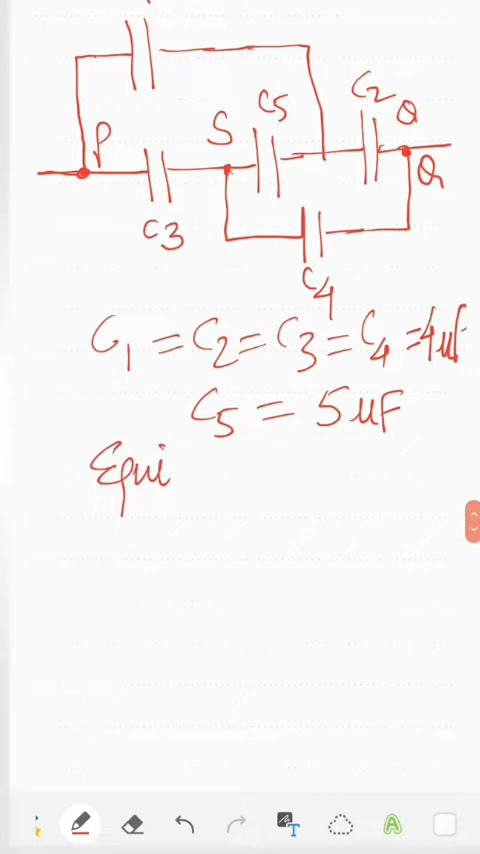 P
S
C5
C2
Q
Q
C3
C4
C1 = C2 = C3 = C4 = 4uF
C5 = 5uF
Equi
T
A